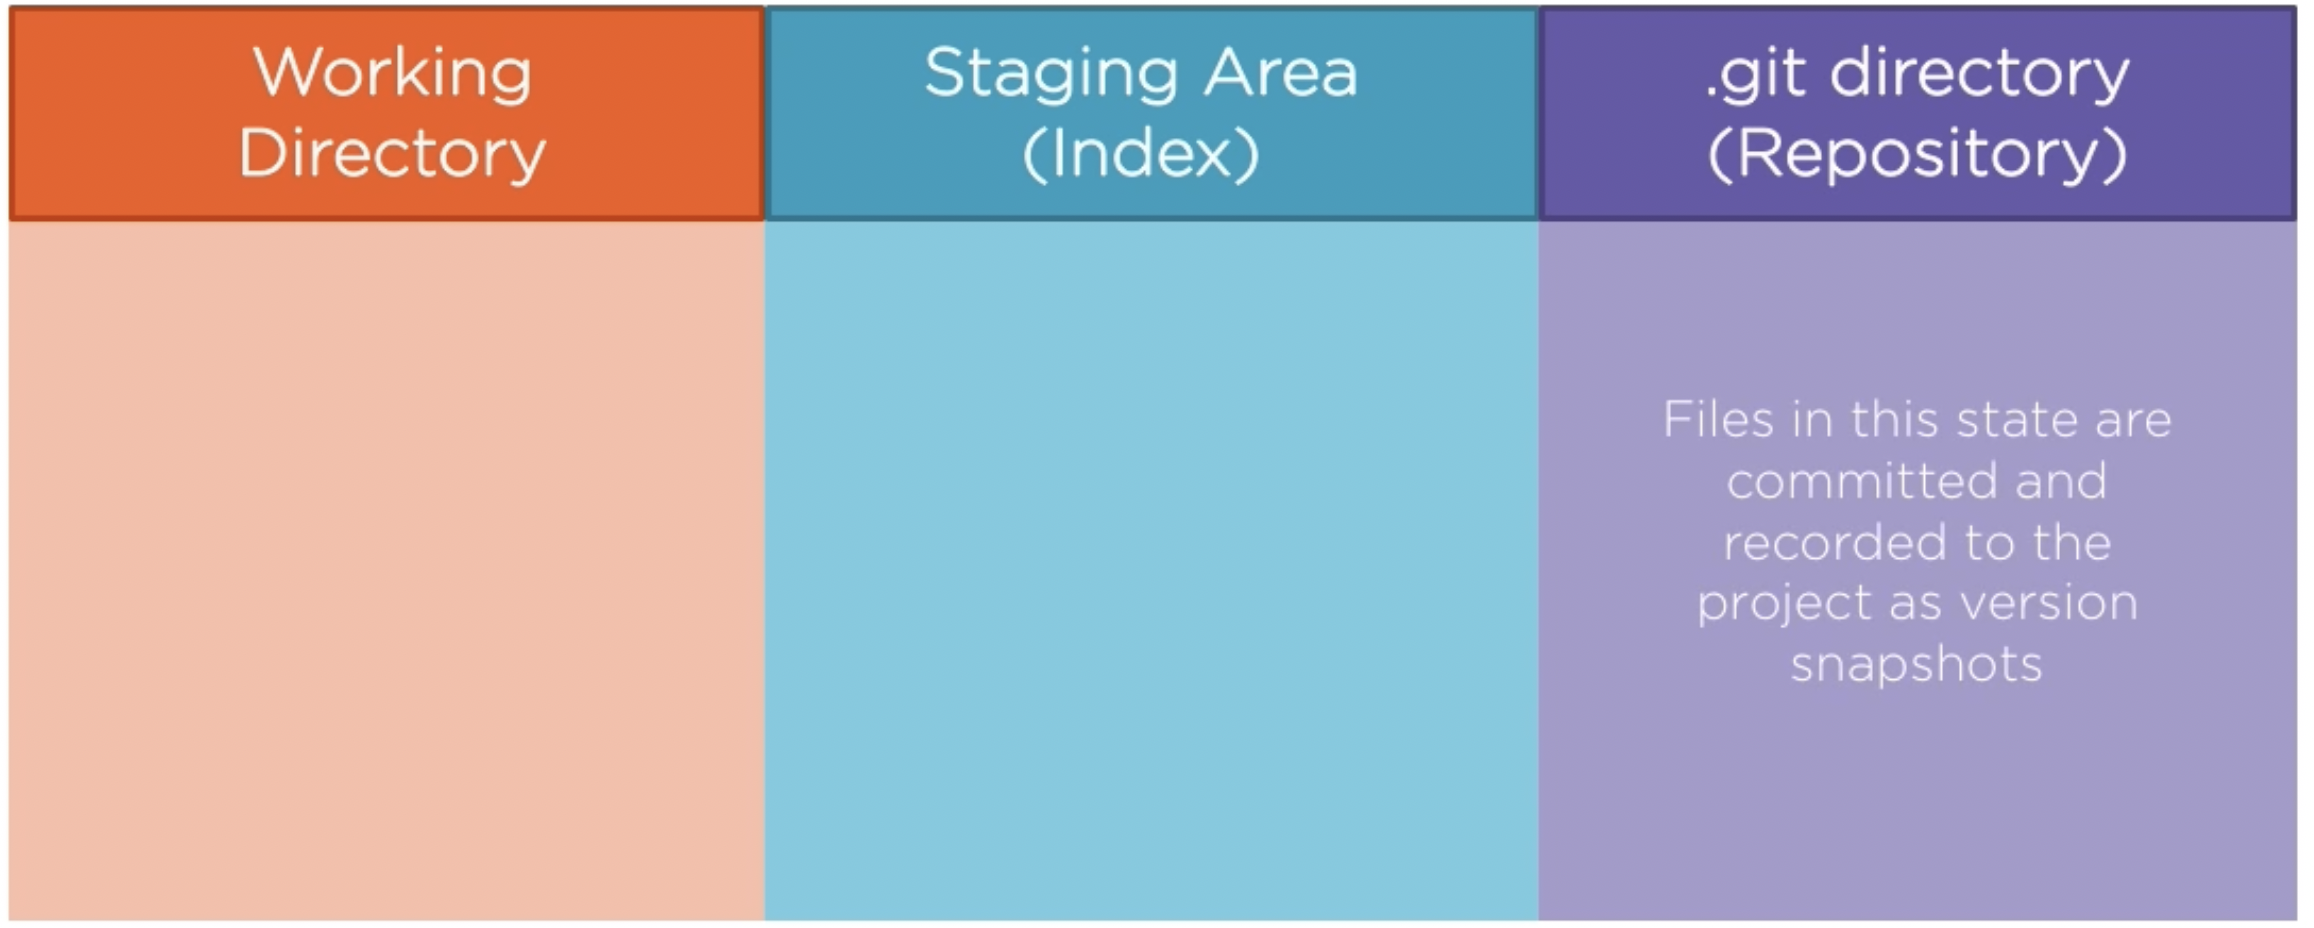 Working
Directory
Staging Area
(Index)
.git directory
(Repository)
Files in this state are
committed and
recorded to the
project as version
snapshots